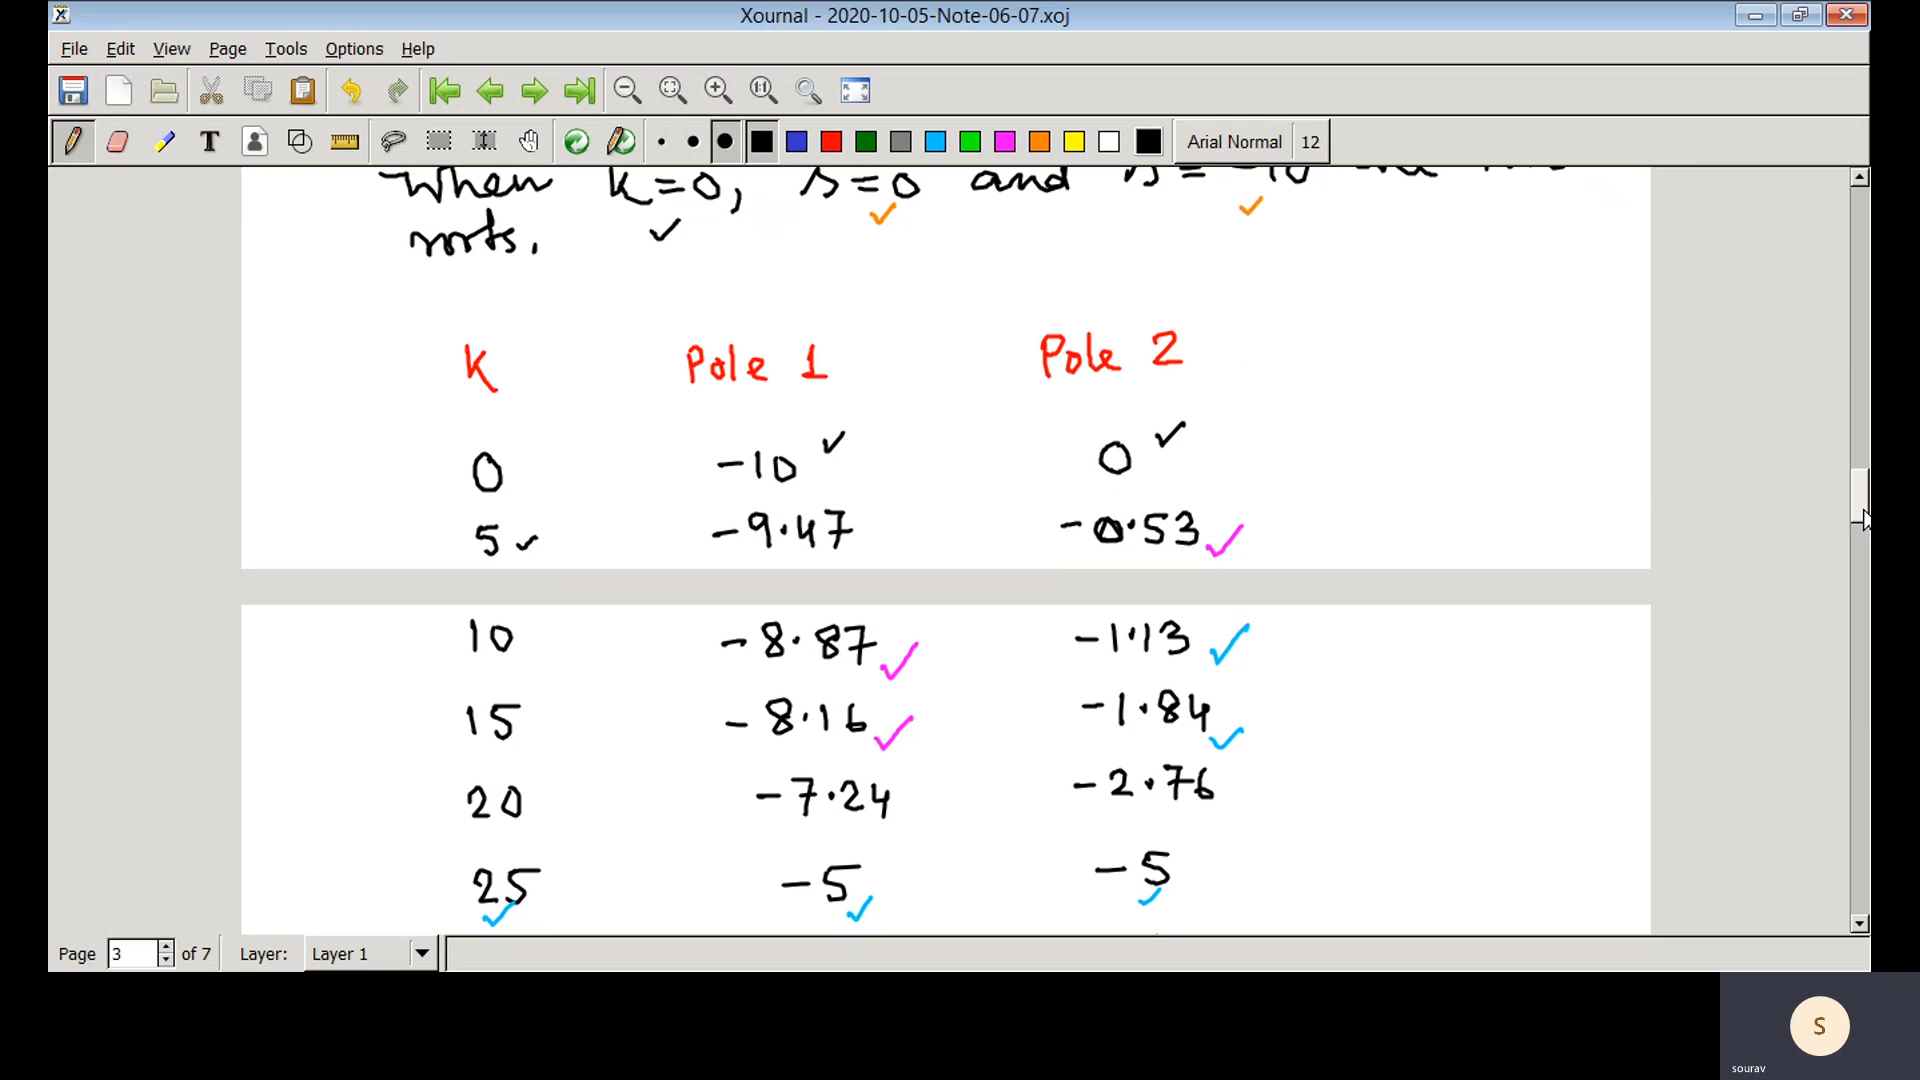 Xournal - 2020-10-05-Note-06-07.xoj
File Edit View Page Tools Options Help
Arial Normal 12
When K=0, s=0 and s=-10
roots.
K Pole 1 Pole 2
0 -10 0
5 -9.47 -0.53
10 -8.87 -1.13
15 -8.16 -1.84
20 -7.24 -2.76
25 -5 -5
Page 3 of 7 Layer: Layer 1
S
sourav